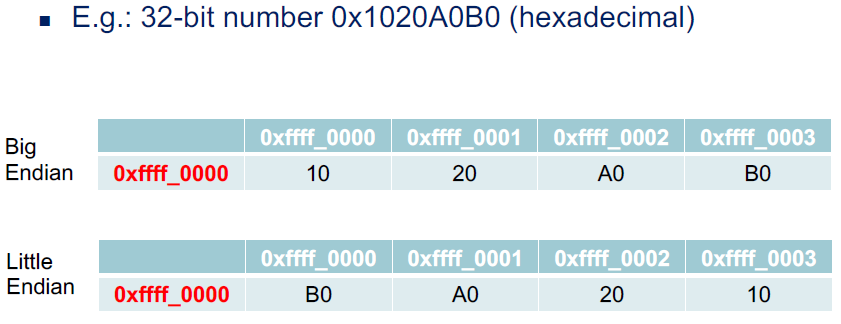 ▪ E.g.: 32-bit number 0x1020A0B0 (hexadecimal)
0xffff_0000 0xffff_0001 0xffff_0002 0xffff_0003
Big
Endian 0xffff_0000 10 20 A0 B0
0xffff_0000 0xffff_0001 0xffff_0002 0xffff_0003
Little
Endian 0xffff_0000 B0 A0 20 10